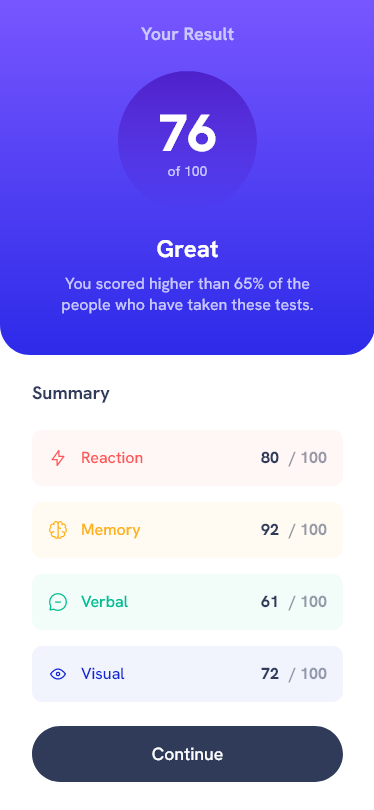 Your Result
76
of 100
Great
You scored higher than 65% of the
people who have taken these tests.
Summary
Reaction 80 / 100
Memory 92 / 100
Verbal 61 / 100
Visual 72 / 100
Continue